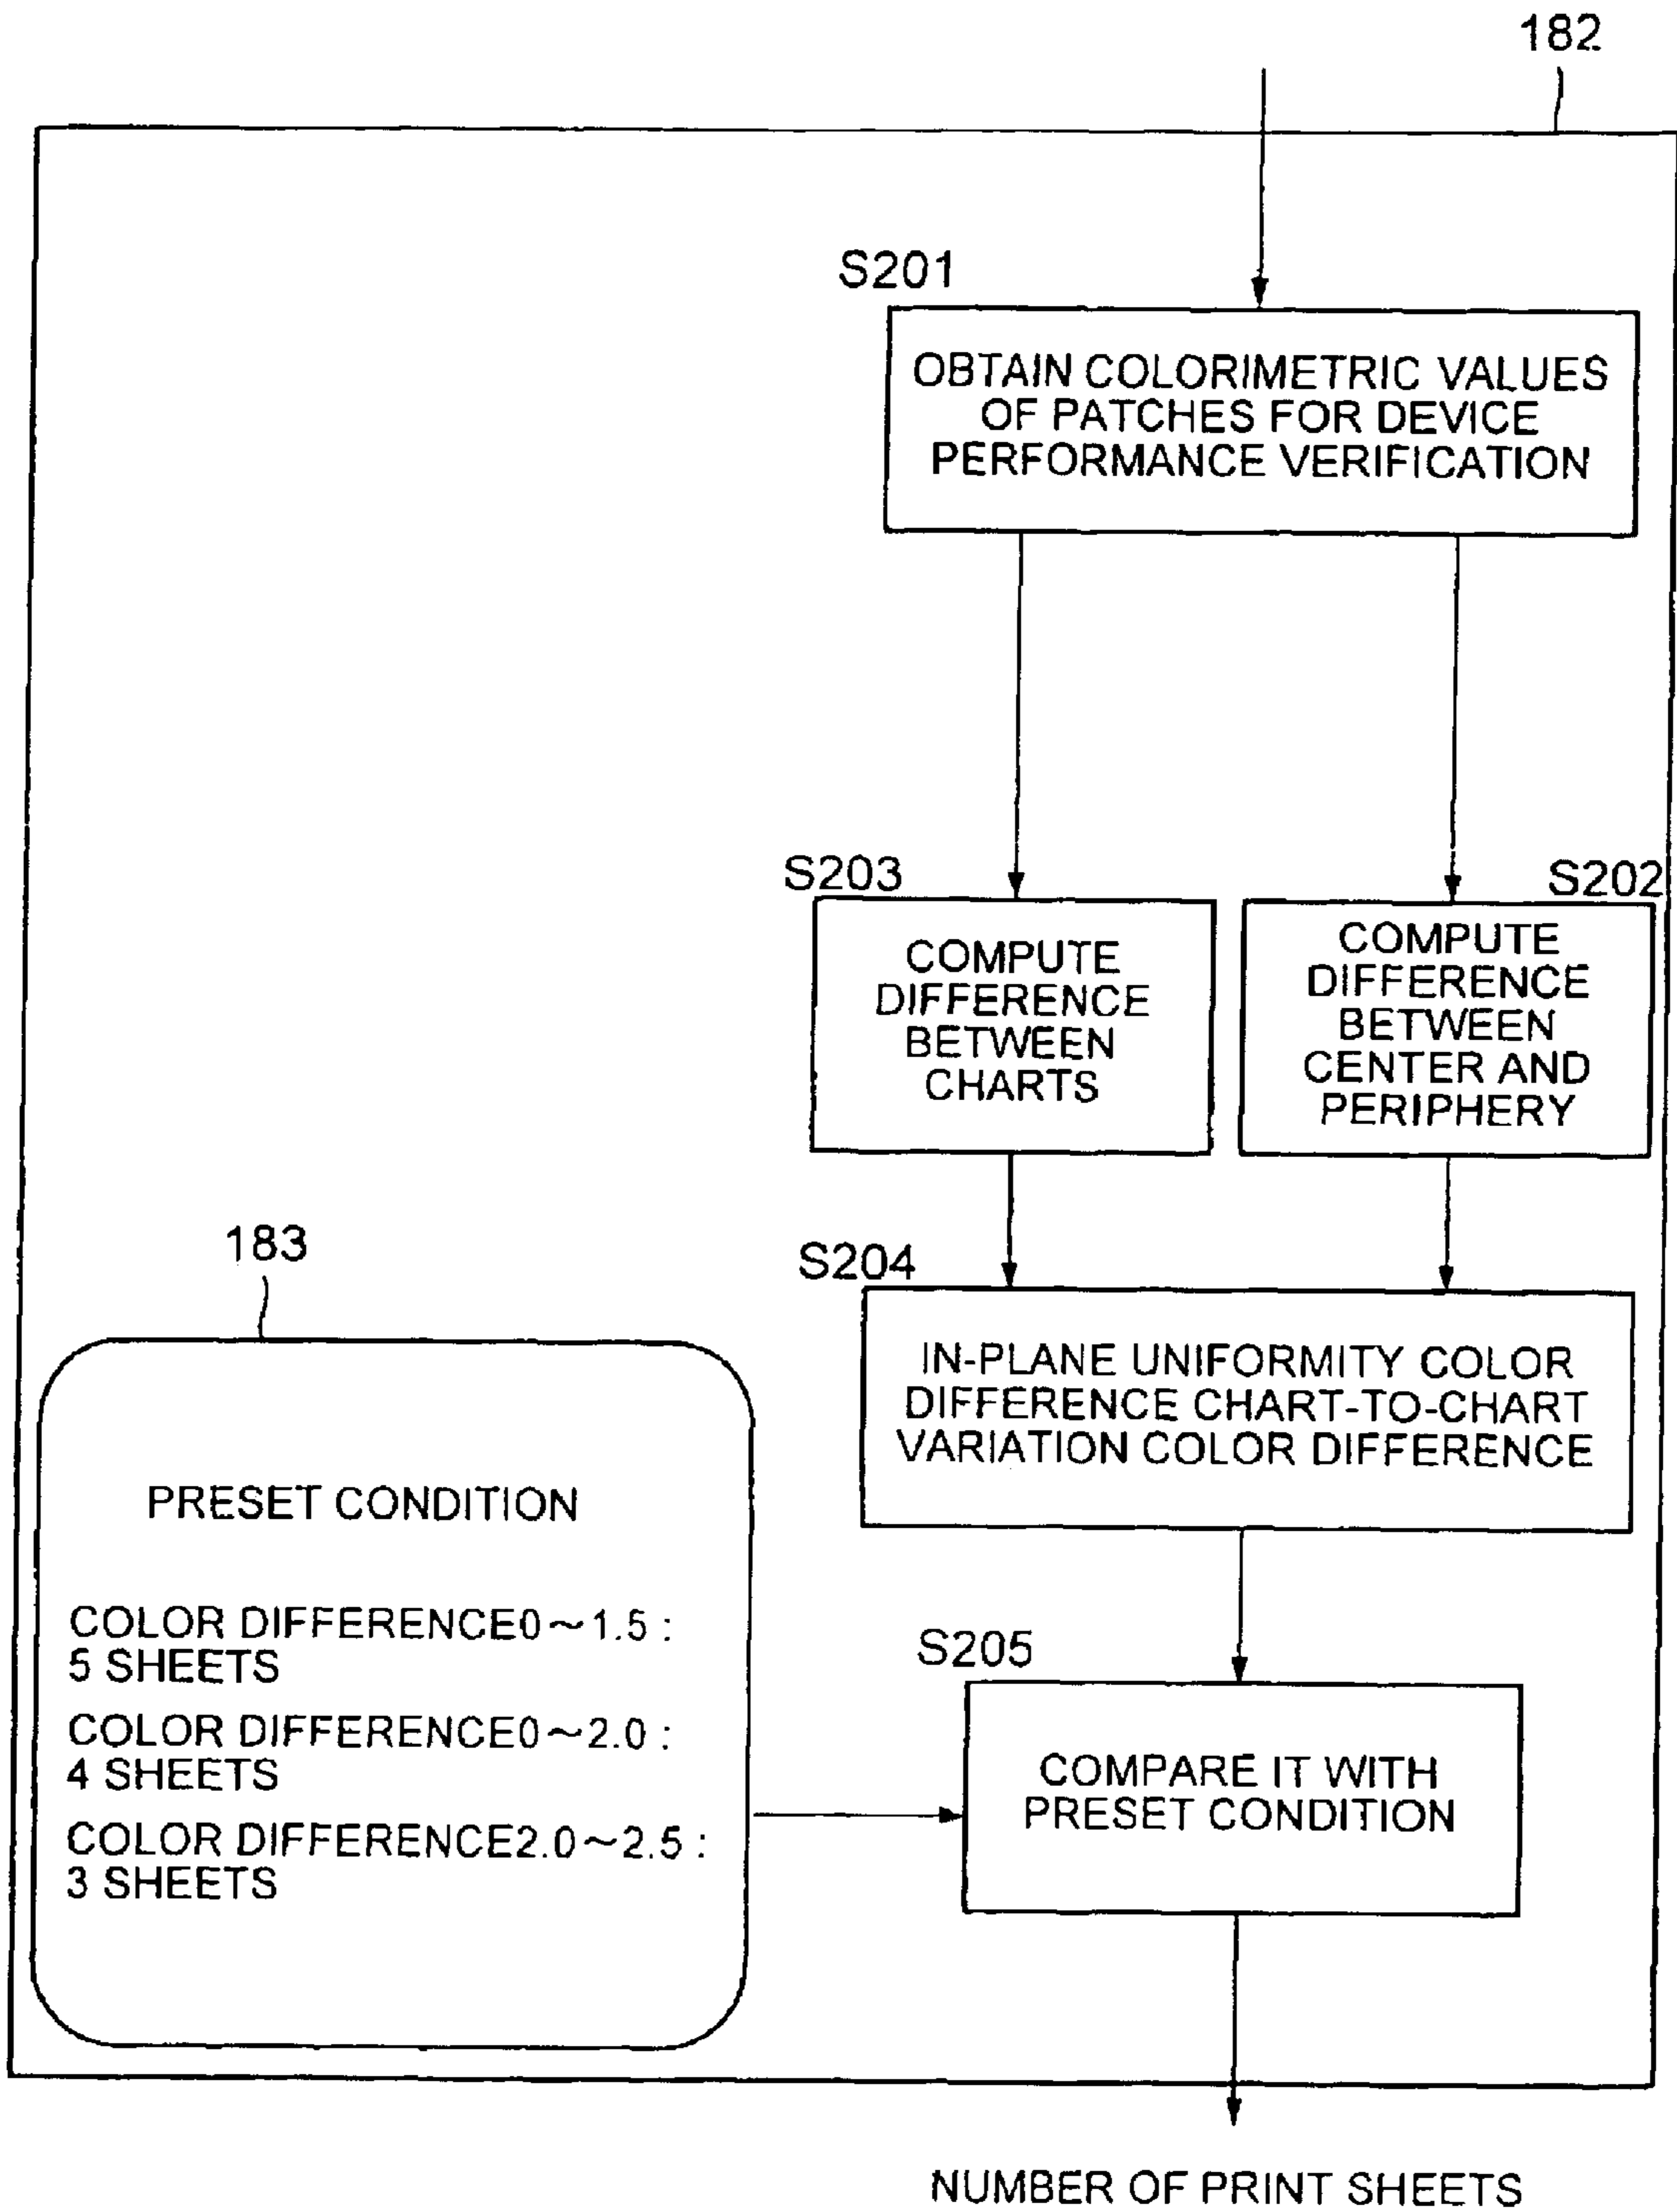 182
S201
OBTAIN COLORIMETRIC VALUES
OF PATCHES FOR DEVICE
PERFORMANCE VERIFICATION
S203
COMPUTE
DIFFERENCE
BETWEEN
CHARTS
S202
COMPUTE
DIFFERENCE
BETWEEN
CENTER AND
PERIPHERY
183
S204
IN-PLANE UNIFORMITY COLOR
DIFFERENCE CHART-TO-CHART
VARIATION COLOR DIFFERENCE
PRESET CONDITION
COLOR DIFFERENCE0~1.5 :
5 SHEETS
COLOR DIFFERENCE0~2.0 :
4 SHEETS
COLOR DIFFERENCE2.0~2.5 :
3 SHEETS
S205
COMPARE IT WITH
PRESET CONDITION
NUMBER OF PRINT SHEETS